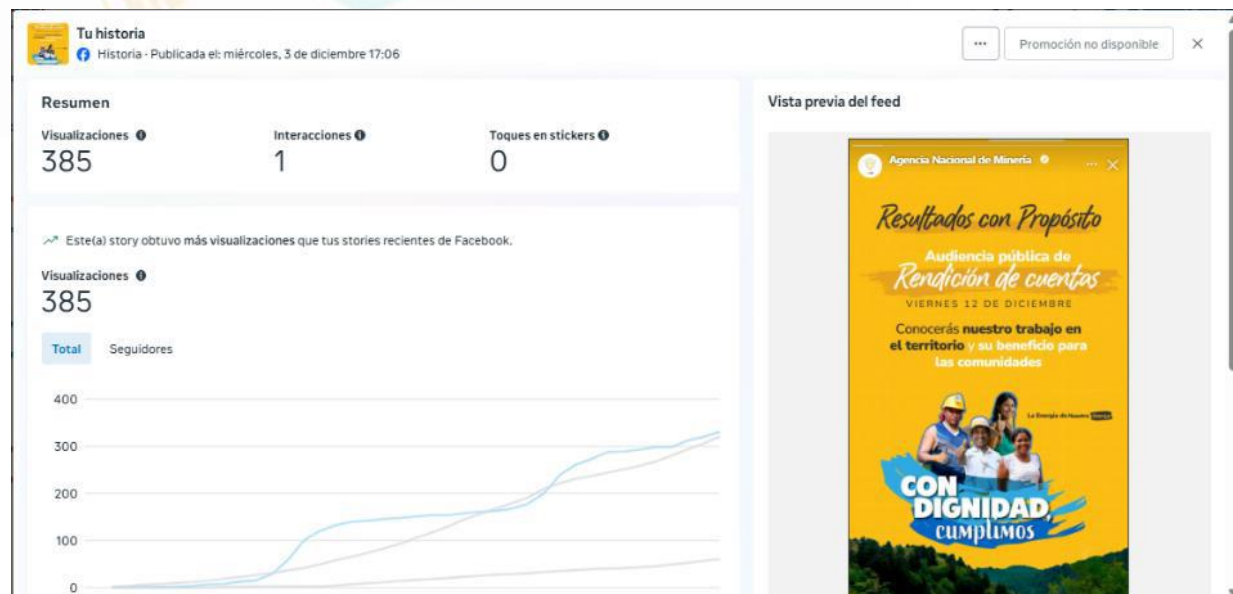 Tu historia
Historia · Publicada el: miércoles, 3 de diciembre 17:06
Promoción no disponible
Resumen
Visualizaciones
Interacciones
Toques en stickers
385
1
0
Este(a) story obtuvo más visualizaciones que tus stories recientes de Facebook.
Visualizaciones
385
Total
Seguidores
400
300
200
100
0
Vista previa del feed
Agencia Nacional de Minería
Resultados con Propósito
Audiencia pública de
Rendición de cuentas
VIERNES 12 DE DICIEMBRE
Conocerás nuestro trabajo en
el territorio y su beneficio para
las comunidades
La Energía de Nuestra
CON
DIGNIDAD,
cumplimos